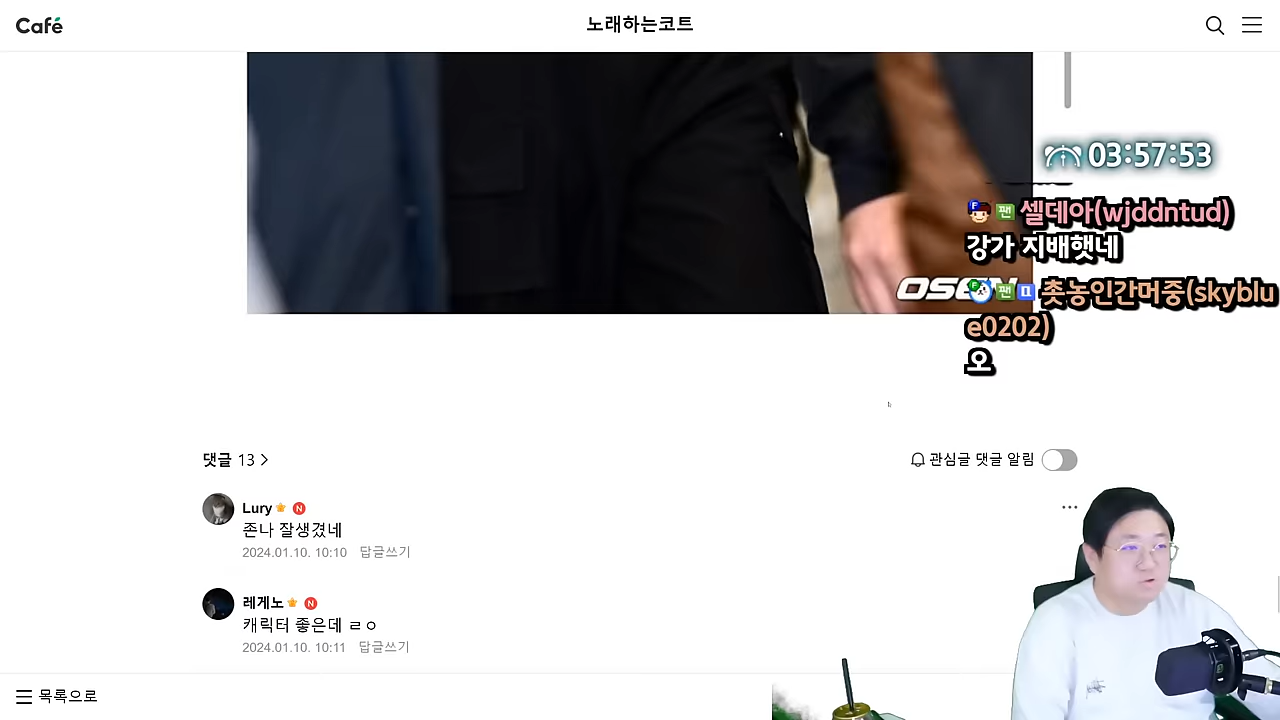 Café
노래하는코트
03:57:53
팬 셀데아(wjddntud)
강가 지배햇네
팬 촛농인간머중(skyblu
e0202)
오
OSEN
댓글 13
관심글 댓글 알림
Lury N
존나 잘생겼네
2024.01.10. 10:10 답글쓰기
레게노 N
캐릭터 좋은데 ㄹㅇ
2024.01.10. 10:11 답글쓰기
목록으로